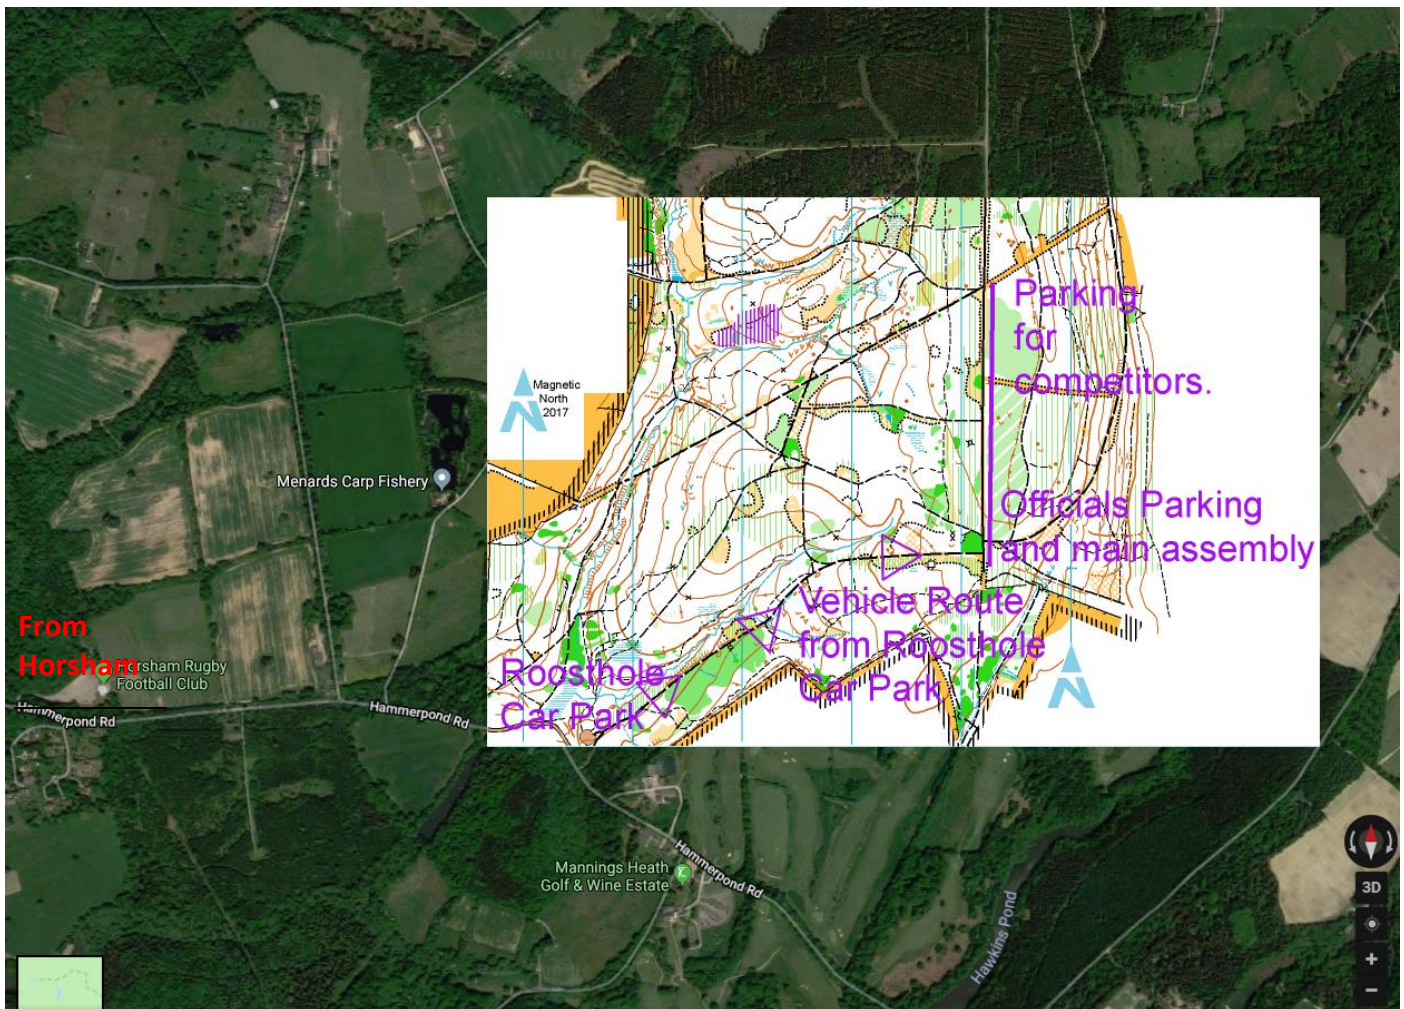 Parking
for
competitors.
Magnetic
North
2017
Menards Carp Fishery
Officials Parking
and main assembly
Vehicle Route
from Roosthole
Car Park
From
Horsham
Horsham Rugby
Football Club
Roosthole
Car Park
Hammerpond Rd
Hammerpond Rd
Mannings Heath
Golf & Wine Estate
Hammerpond Rd
Hawkins Pond
3D
+
−